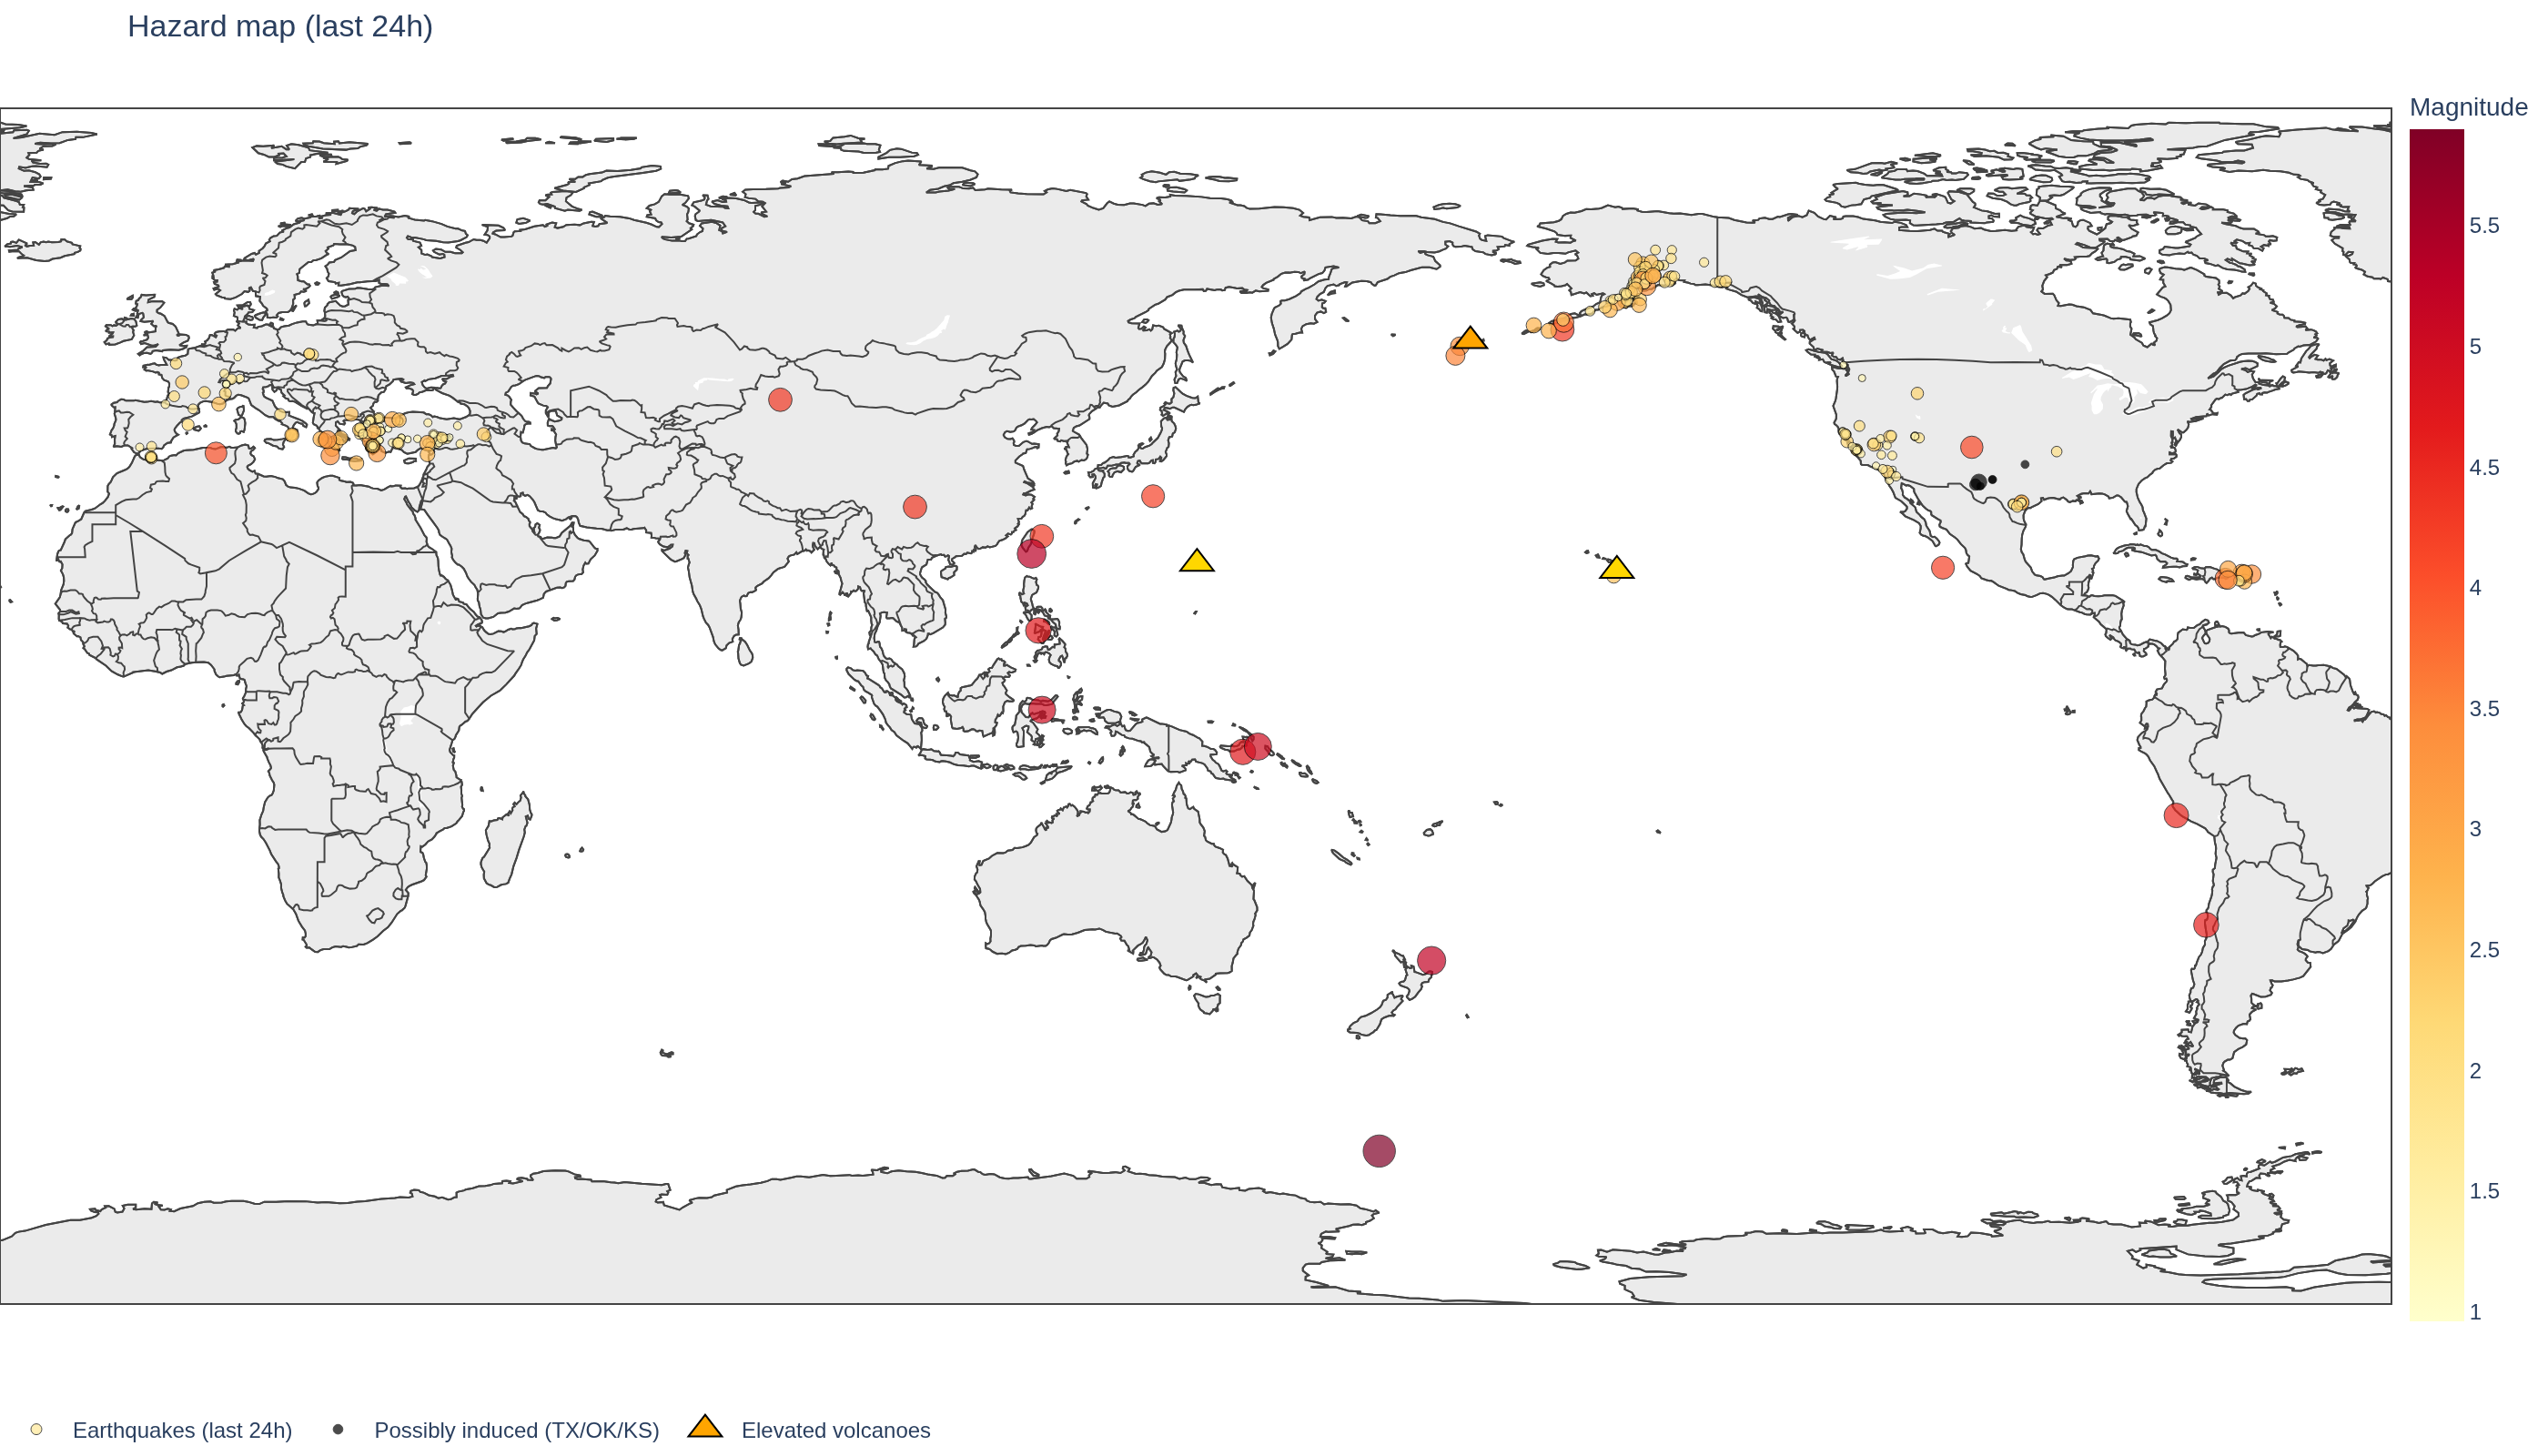 Hazard map (last 24h)
Magnitude
5.5
5
4.5
4
3.5
3
2.5
2
1.5
1
Earthquakes (last 24h)
Possibly induced (TX/OK/KS)
Elevated volcanoes